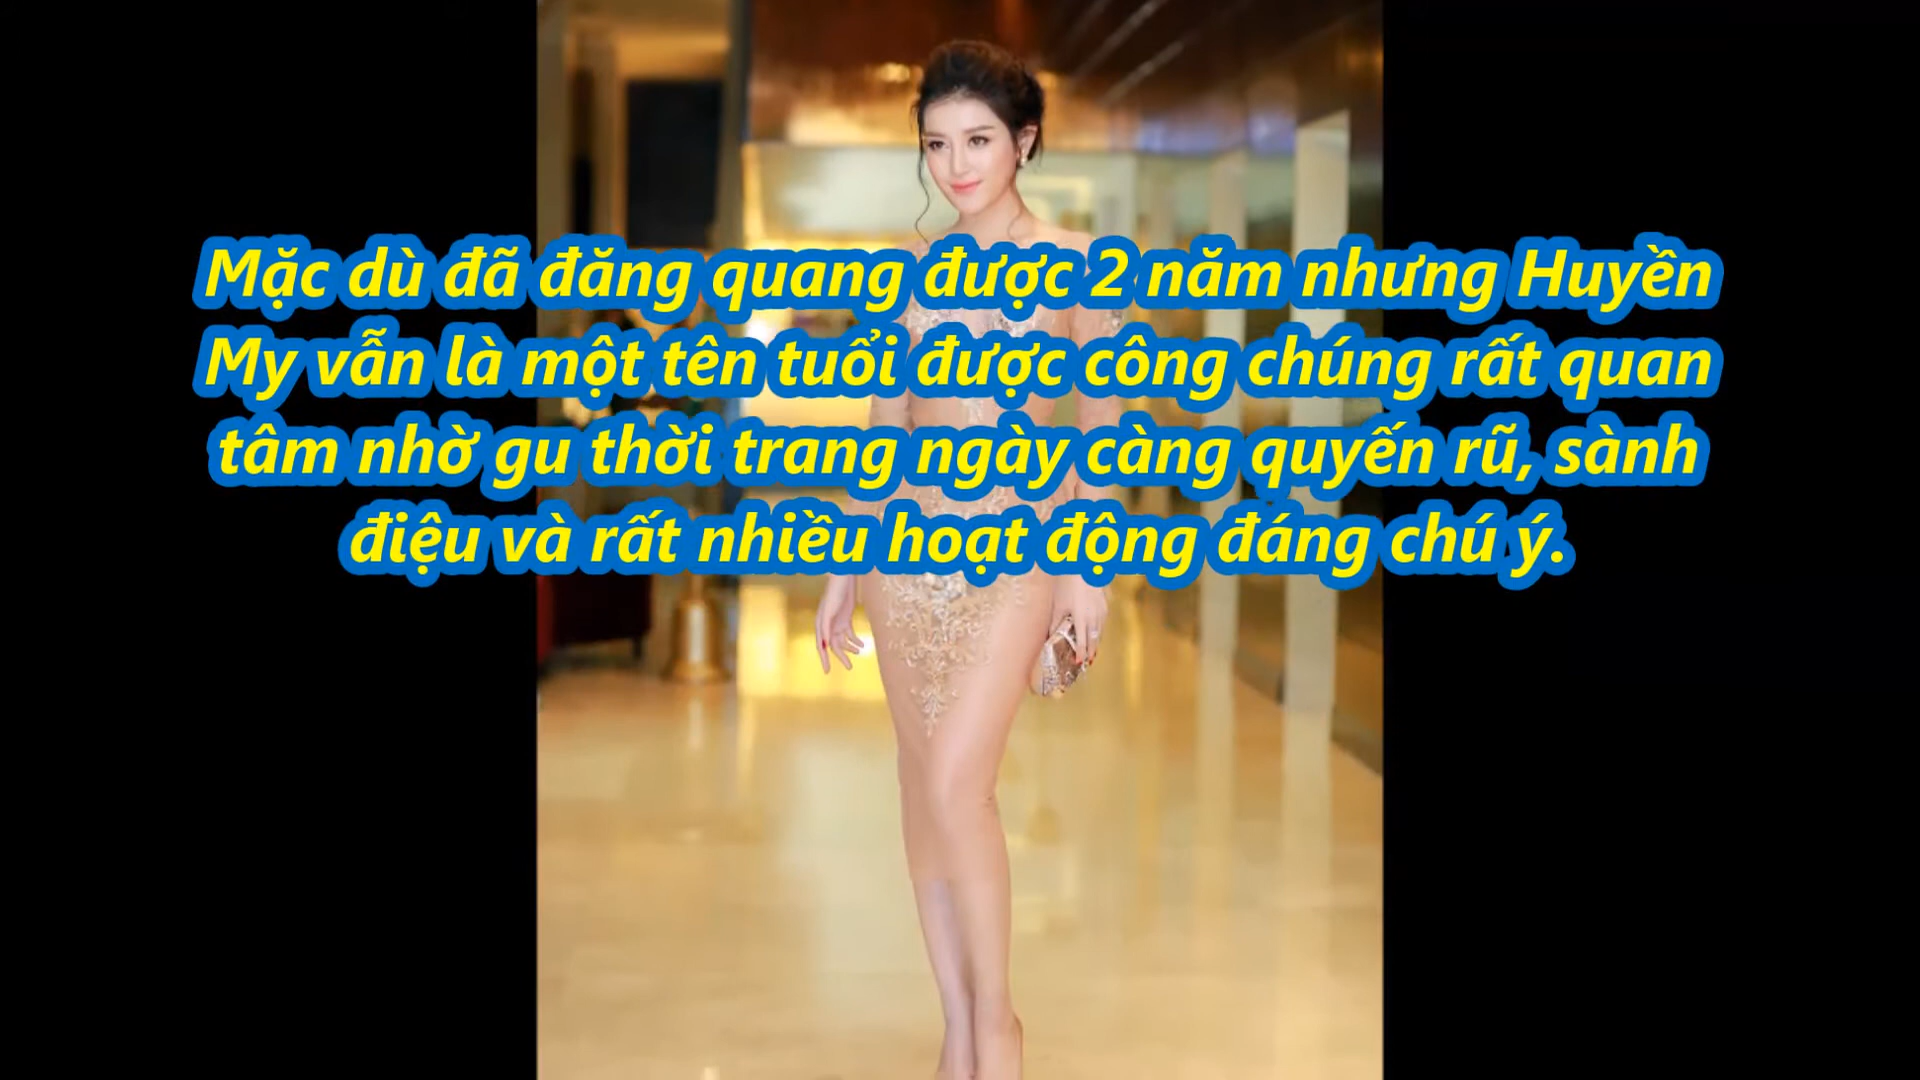 Mặc dù đã đăng quang được 2 năm nhưng Huyền
My vẫn là một tên tuổi được công chúng rất quan
tâm nhờ gu thời trang ngày càng quyến rũ, sành
điệu và rất nhiều hoạt động đáng chú ý.